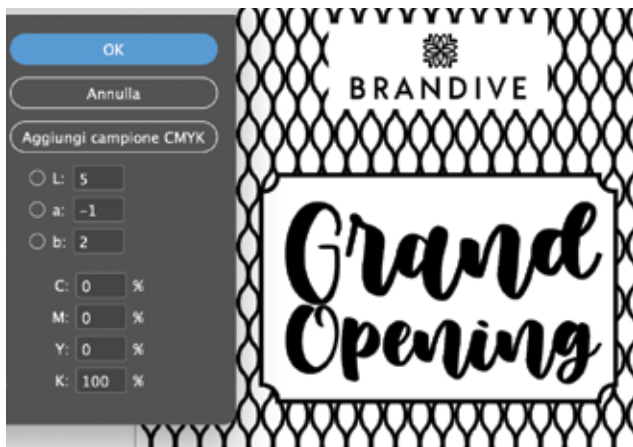 OK
Annulla
Aggiungi campione CMYK
L: 5
a: -1
b: 2
C: 0 %
M: 0 %
Y: 0 %
K: 100 %
BRANDIVE
Grand
Opening